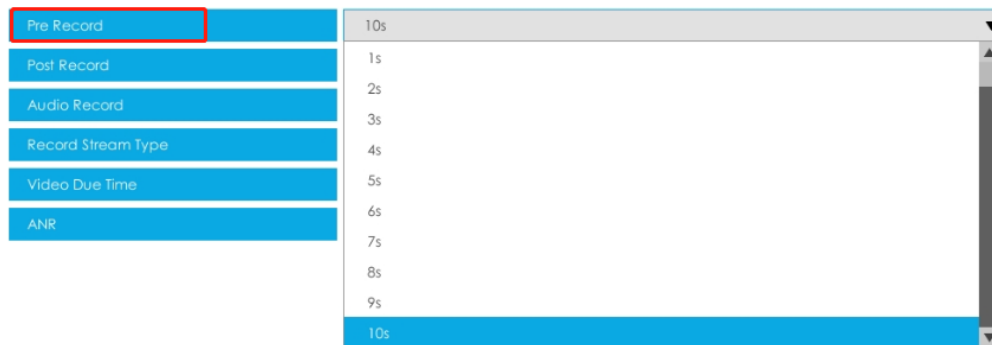 Pre Record
10s
Post Record
Audio Record
Record Stream Type
Video Due Time
ANR
1s
2s
3s
4s
5s
6s
7s
8s
9s
10s